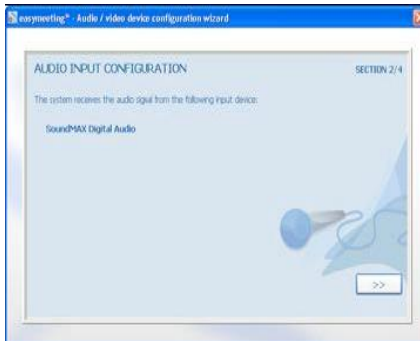 easymeeting® - Audio / video device configuration wizard
AUDIO INPUT CONFIGURATION
SECTION 2/4
The system receives the audio signal from the following input device:
SoundMAX Digital Audio
>>